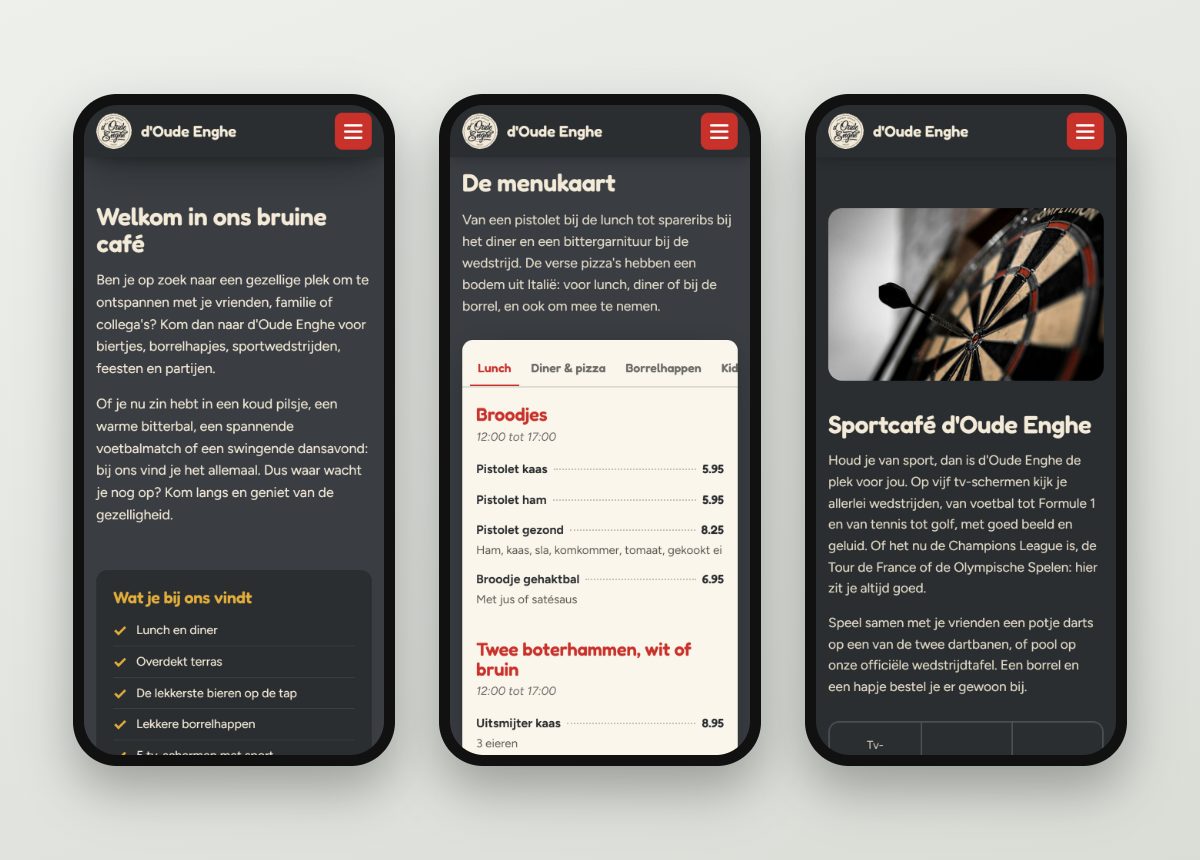 d'Oude Enghe
d'Oude Enghe
Welkom in ons bruine
café
Ben je op zoek naar een gezellige plek om te
ontspannen met je vrienden, familie of
collega's? Kom dan naar d'Oude Enghe voor
biertjes, borrelhapjes, sportwedstrijden,
feesten en partijen.
Of je nu zin hebt in een koud pilsje, een
warme bitterbal, een spannende
voetbalmatch of een swingende dansavond:
bij ons vind je het allemaal. Dus waar wacht
je nog op? Kom langs en geniet van de
gezelligheid.
Wat je bij ons vindt
Lunch en diner
Overdekt terras
De lekkerste bieren op de tap
Lekkere borrelhappen
5 tv-schermen met sport
d'Oude Enghe
d'Oude Enghe
De menukaart
Van een pistolet bij de lunch tot spareribs bij
het diner en een bittergarnituur bij de
wedstrijd. De verse pizza's hebben een
bodem uit Italië: voor lunch, diner of bij de
borrel, en ook om mee te nemen.
Lunch Diner & pizza Borrelhappen Kid
Broodjes
12:00 tot 17:00
Pistolet kaas 5.95
Pistolet ham 5.95
Pistolet gezond 8.25
Ham, kaas, sla, komkommer, tomaat, gekookt ei
Broodje gehaktbal 6.95
Met jus of satésaus
Twee boterhammen, wit of
bruin
12:00 tot 17:00
Uitsmijter kaas 8.95
3 eieren
d'Oude Enghe
d'Oude Enghe
COMPETITION
Sportcafé d'Oude Enghe
Houd je van sport, dan is d'Oude Enghe de
plek voor jou. Op vijf tv-schermen kijk je
allerlei wedstrijden, van voetbal tot Formule 1
en van tennis tot golf, met goed beeld en
geluid. Of het nu de Champions League is, de
Tour de France of de Olympische Spelen: hier
zit je altijd goed.
Speel samen met je vrienden een potje darts
op een van de twee dartbanen, of pool op
onze officiële wedstrijdtafel. Een borrel en
een hapje bestel je er gewoon bij.
Tv-